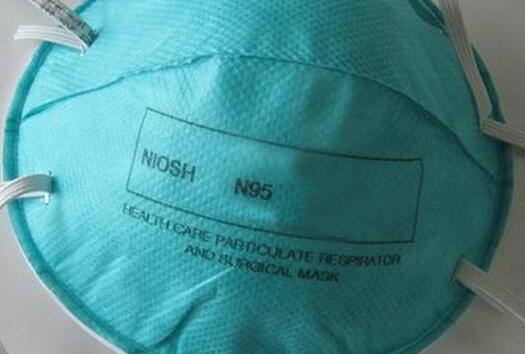 NIOSH N95
HEALTH CARE PARTICULATE RESPIRATOR
AND SURGICAL MASK